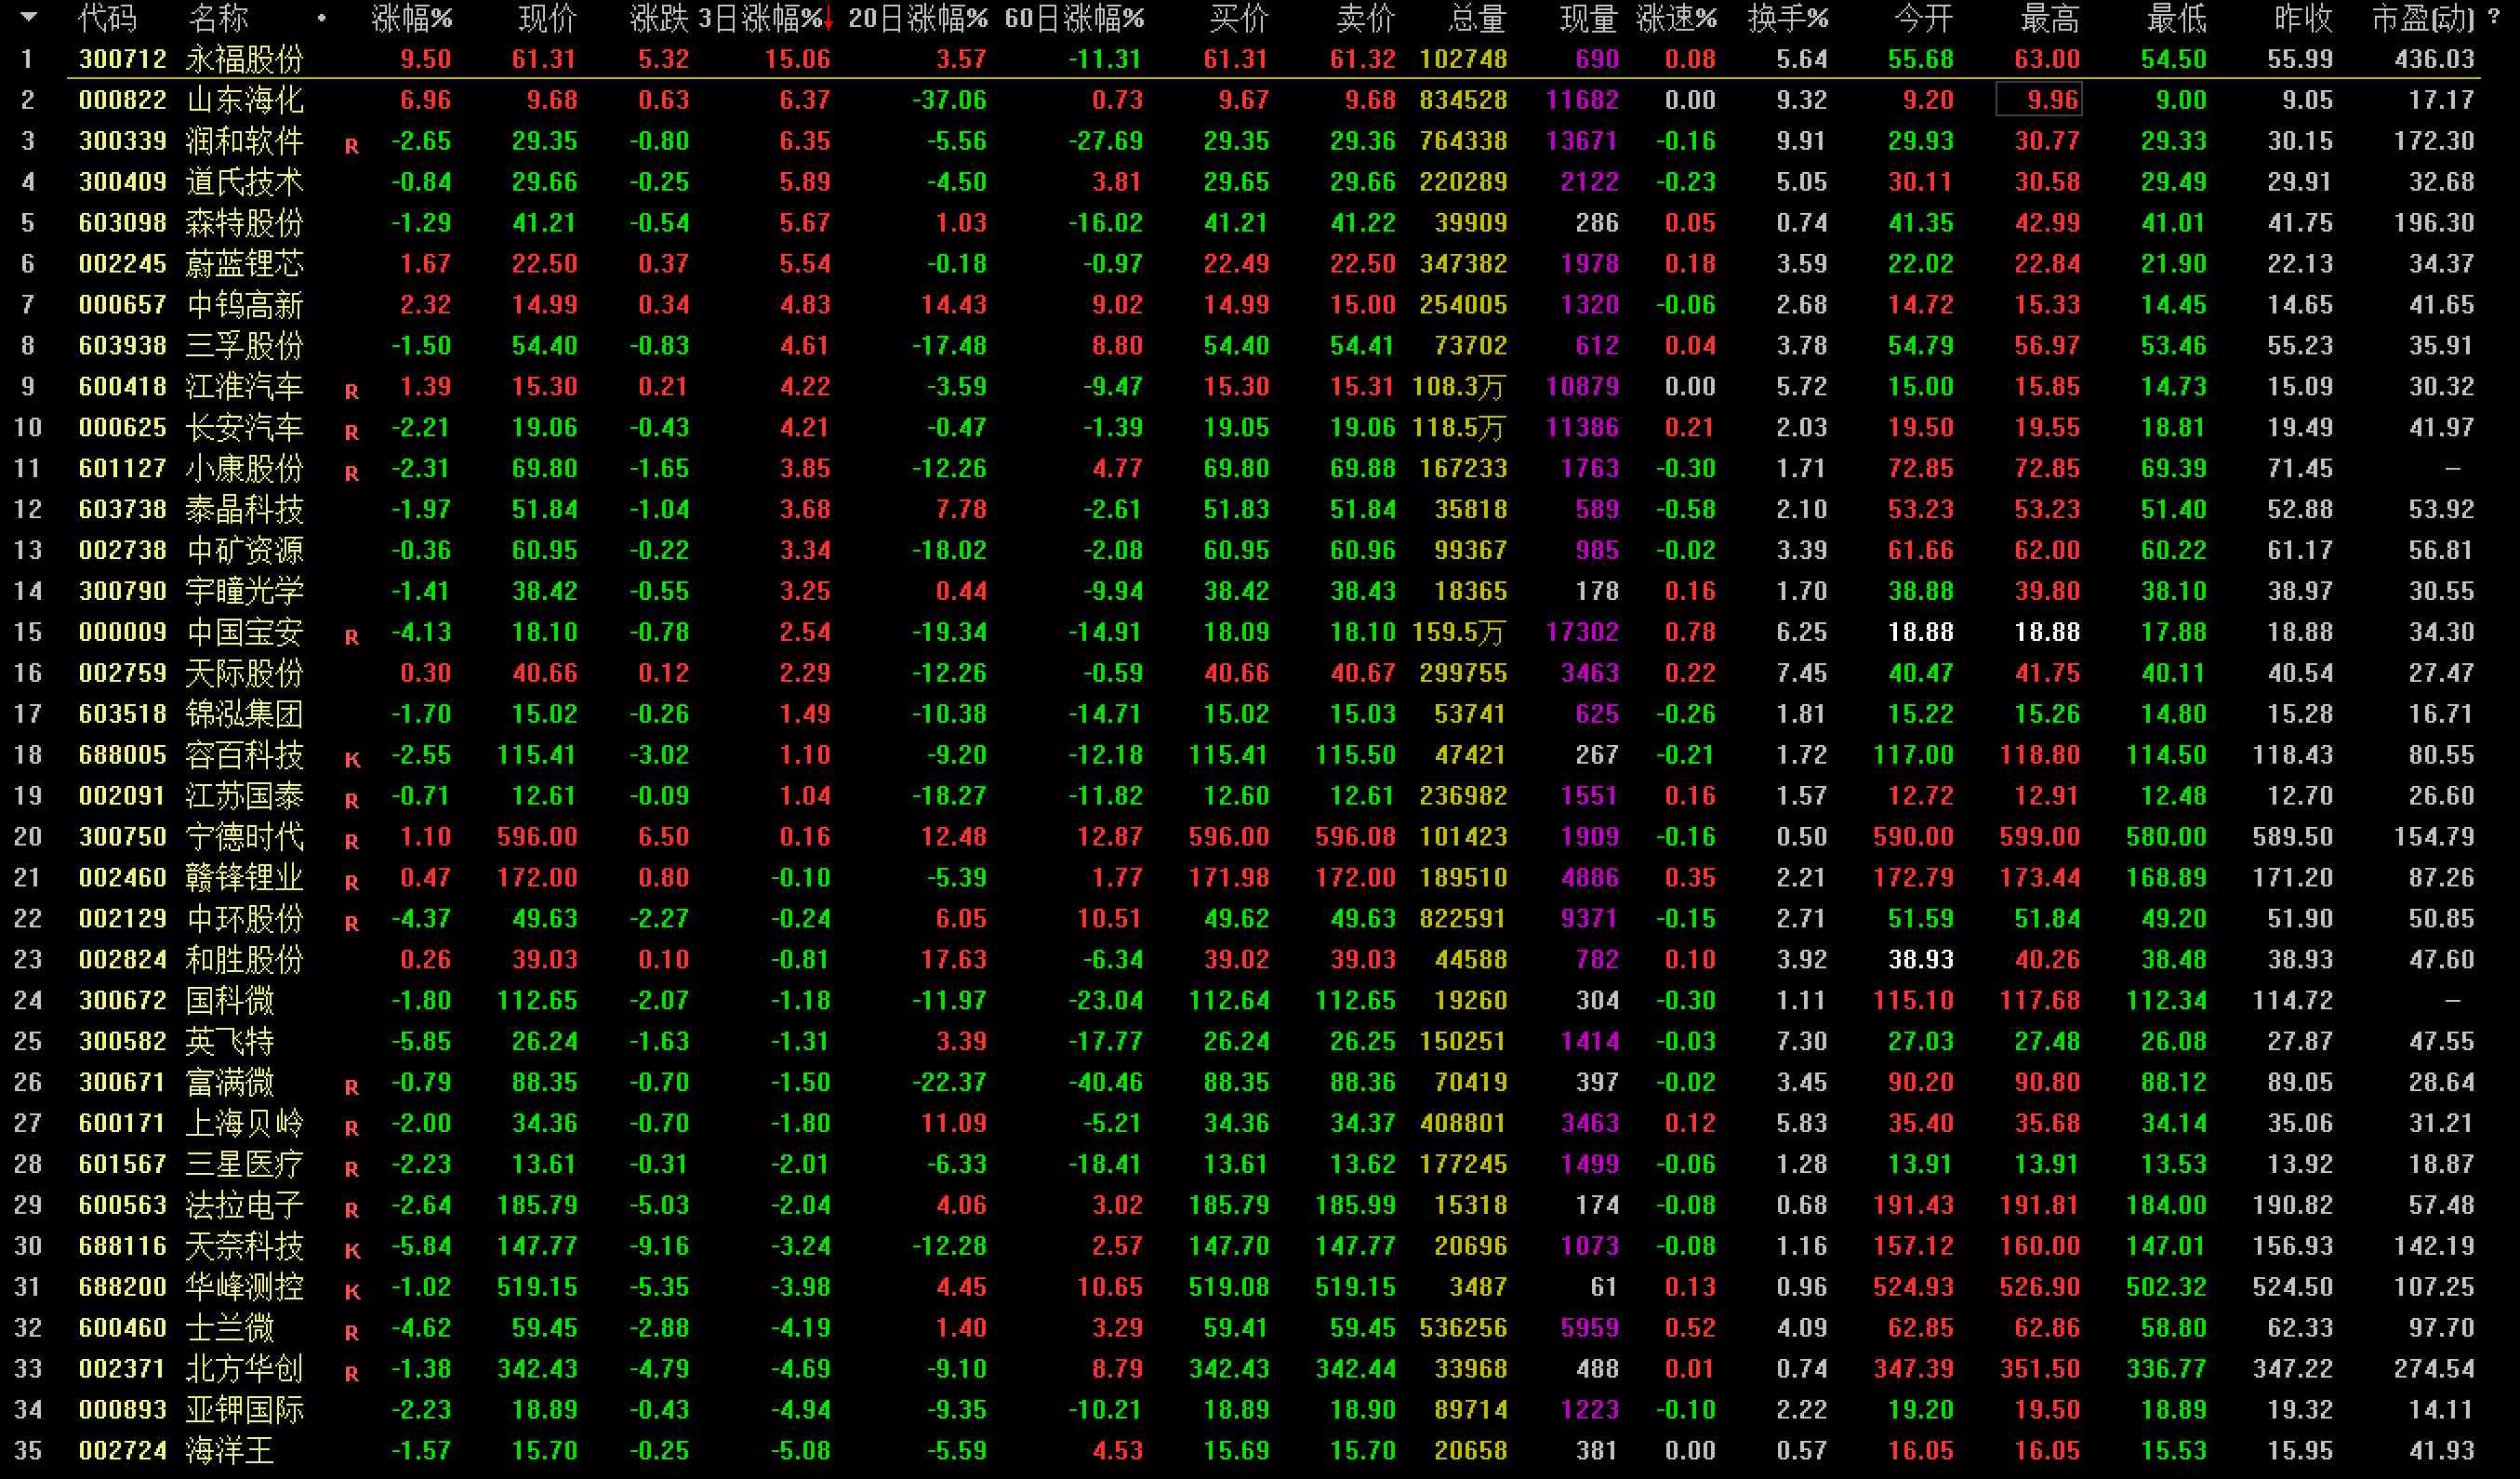 代码 名称 · 涨幅% 现价 涨跌 3日涨幅%↓ 20日涨幅% 60日涨幅% 买价 卖价 总量 现量 涨速% 换手% 今开 最高 最低 昨收 市盈(动) ?
1 300712 永福股份 9.50 61.31 5.32 15.06 3.57 -11.31 61.31 61.32 102748 690 0.08 5.64 55.68 63.00 54.50 55.99 436.03
2 000822 山东海化 6.96 9.68 0.63 6.37 -37.06 0.73 9.67 9.68 834528 11682 0.00 9.32 9.20 9.96 9.00 9.05 17.17
3 300339 润和软件 R -2.65 29.35 -0.80 6.35 -5.56 -27.69 29.35 29.36 764338 13671 -0.16 9.91 29.93 30.77 29.33 30.15 172.30
4 300409 道氏技术 -0.84 29.66 -0.25 5.89 -4.50 3.81 29.65 29.66 220289 2122 -0.23 5.05 30.11 30.58 29.49 29.91 32.68
5 603098 森特股份 -1.29 41.21 -0.54 5.67 1.03 -16.02 41.21 41.22 39909 286 0.05 0.74 41.35 42.99 41.01 41.75 196.30
6 002245 蔚蓝锂芯 1.67 22.50 0.37 5.54 -0.18 -0.97 22.49 22.50 347382 1978 0.18 3.59 22.02 22.84 21.90 22.13 34.37
7 000657 中钨高新 2.32 14.99 0.34 4.83 14.43 9.02 14.99 15.00 254005 1320 -0.06 2.68 14.72 15.33 14.45 14.65 41.65
8 603938 三孚股份 -1.50 54.40 -0.83 4.61 -17.48 8.80 54.40 54.41 73702 612 0.04 3.78 54.79 56.97 53.46 55.23 35.91
9 600418 江淮汽车 R 1.39 15.30 0.21 4.22 -3.59 -9.47 15.30 15.31 108.3万 10879 0.00 5.72 15.00 15.85 14.73 15.09 30.32
10 000625 长安汽车 R -2.21 19.06 -0.43 4.21 -0.47 -1.39 19.05 19.06 118.5万 11386 0.21 2.03 19.50 19.55 18.81 19.49 41.97
11 601127 小康股份 R -2.31 69.80 -1.65 3.85 -12.26 4.77 69.80 69.88 167233 1763 -0.30 1.71 72.85 72.85 69.39 71.45 —
12 603738 泰晶科技 -1.97 51.84 -1.04 3.68 7.78 -2.61 51.83 51.84 35818 589 -0.58 2.10 53.23 53.23 51.40 52.88 53.92
13 002738 中矿资源 -0.36 60.95 -0.22 3.34 -18.02 -2.08 60.95 60.96 99367 985 -0.02 3.39 61.66 62.00 60.22 61.17 56.81
14 300790 宇瞳光学 -1.41 38.42 -0.55 3.25 0.44 -9.94 38.42 38.43 18365 178 0.16 1.70 38.88 39.80 38.10 38.97 30.55
15 000009 中国宝安 R -4.13 18.10 -0.78 2.54 -19.34 -14.91 18.09 18.10 159.5万 17302 0.78 6.25 18.88 18.88 17.88 18.88 34.30
16 002759 天际股份 0.30 40.66 0.12 2.29 -12.26 -0.59 40.66 40.67 299755 3463 0.22 7.45 40.47 41.75 40.11 40.54 27.47
17 603518 锦泓集团 -1.70 15.02 -0.26 1.49 -10.38 -14.71 15.02 15.03 53741 625 -0.26 1.81 15.22 15.26 14.80 15.28 16.71
18 688005 容百科技 K -2.55 115.41 -3.02 1.10 -9.20 -12.18 115.41 115.50 47421 267 -0.21 1.72 117.00 118.80 114.50 118.43 80.55
19 002091 江苏国泰 R -0.71 12.61 -0.09 1.04 -18.27 -11.82 12.60 12.61 236982 1551 0.16 1.57 12.72 12.91 12.48 12.70 26.60
20 300750 宁德时代 R 1.10 596.00 6.50 0.16 12.48 12.87 596.00 596.08 101423 1909 -0.16 0.50 590.00 599.00 580.00 589.50 154.79
21 002460 赣锋锂业 R 0.47 172.00 0.80 -0.10 -5.39 1.77 171.98 172.00 189510 4886 0.35 2.21 172.79 173.44 168.89 171.20 87.26
22 002129 中环股份 R -4.37 49.63 -2.27 -0.24 6.05 10.51 49.62 49.63 822591 9371 -0.15 2.71 51.59 51.84 49.20 51.90 50.85
23 002824 和胜股份 0.26 39.03 0.10 -0.81 17.63 -6.34 39.02 39.03 44588 782 0.10 3.92 38.93 40.26 38.48 38.93 47.60
24 300672 国科微 -1.80 112.65 -2.07 -1.18 -11.97 -23.04 112.64 112.65 19260 304 -0.30 1.11 115.10 117.68 112.34 114.72 —
25 300582 英飞特 -5.85 26.24 -1.63 -1.31 3.39 -17.77 26.24 26.25 150251 1414 -0.03 7.30 27.03 27.48 26.08 27.87 47.55
26 300671 富满微 R -0.79 88.35 -0.70 -1.50 -22.37 -40.46 88.35 88.36 70419 397 -0.02 3.45 90.20 90.80 88.12 89.05 28.64
27 600171 上海贝岭 R -2.00 34.36 -0.70 -1.80 11.09 -5.21 34.36 34.37 408801 3463 0.12 5.83 35.40 35.68 34.14 35.06 31.21
28 601567 三星医疗 R -2.23 13.61 -0.31 -2.01 -6.33 -18.41 13.61 13.62 177245 1499 -0.06 1.28 13.91 13.91 13.53 13.92 18.87
29 600563 法拉电子 R -2.64 185.79 -5.03 -2.04 4.06 3.02 185.79 185.99 15318 174 -0.08 0.68 191.43 191.81 184.00 190.82 57.48
30 688116 天奈科技 K -5.84 147.77 -9.16 -3.24 -12.28 2.57 147.70 147.77 20696 1073 -0.08 1.16 157.12 160.00 147.01 156.93 142.19
31 688200 华峰测控 K -1.02 519.15 -5.35 -3.98 4.45 10.65 519.08 519.15 3487 61 0.13 0.96 524.93 526.90 502.32 524.50 107.25
32 600460 士兰微 R -4.62 59.45 -2.88 -4.19 1.40 3.29 59.41 59.45 536256 5959 0.52 4.09 62.85 62.86 58.80 62.33 97.70
33 002371 北方华创 R -1.38 342.43 -4.79 -4.69 -9.10 8.79 342.43 342.44 33968 488 0.01 0.74 347.39 351.50 336.77 347.22 274.54
34 000893 亚钾国际 -2.23 18.89 -0.43 -4.94 -9.35 -10.21 18.89 18.90 89714 1223 -0.10 2.22 19.20 19.50 18.89 19.32 14.11
35 002724 海洋王 -1.57 15.70 -0.25 -5.08 -5.59 4.53 15.69 15.70 20658 381 0.00 0.57 16.05 16.05 15.53 15.95 41.93